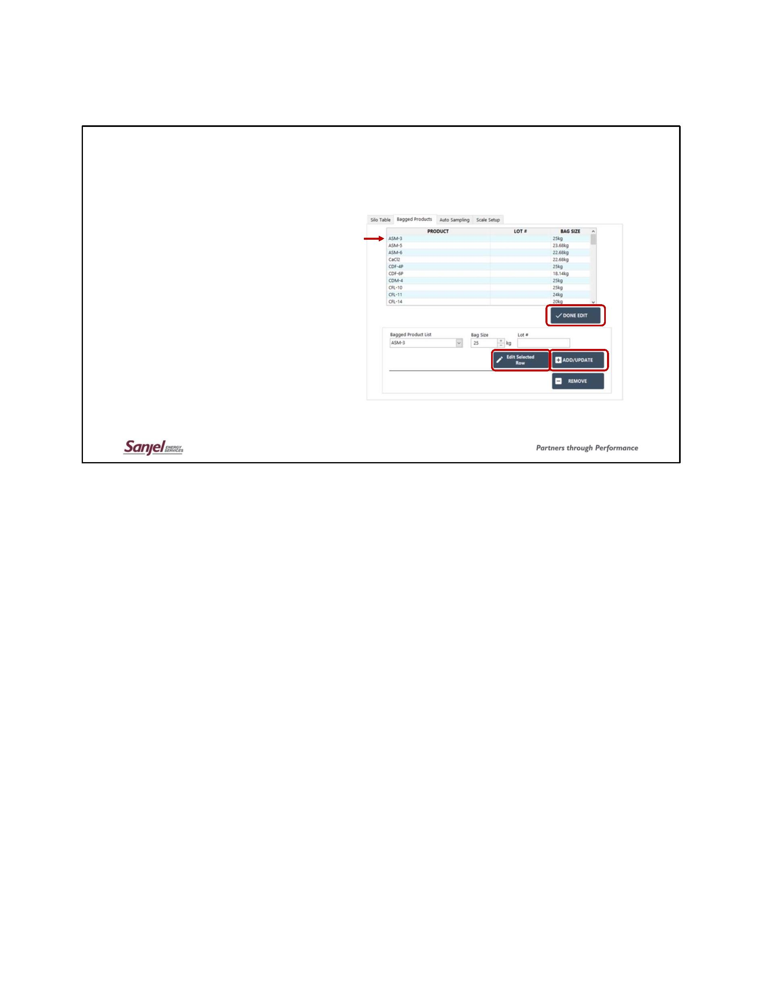 Silo Table Bagged Products Auto Sampling Scale Setup
PRODUCT LOT # BAG SIZE
ASM-3 25kg
ASM-5 23.68kg
ASM-6 22.68kg
CaCl2 22.68kg
CDF-4P 25kg
CDF-6P 18.14kg
CDM-4 25kg
CFL-10 25kg
CFL-11 24kg
CFL-14 20kg
DONE EDIT
Bagged Product List Bag Size Lot #
ASM-3 25 kg
Edit Selected
Row
ADD/UPDATE
REMOVE
Sanjel ENERGY
SERVICES
Partners through Performance